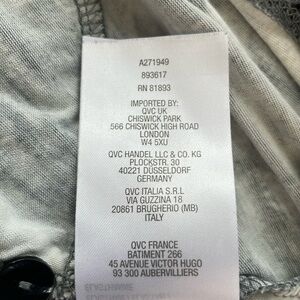 A271949
893617
RN 81893
IMPORTED BY:
QVC UK
CHISWICK PARK
566 CHISWICK HIGH ROAD
LONDON
W4 5XU
QVC HANDEL LLC & CO. KG
PLOCKSTR. 30
40221 DÜSSELDORF
GERMANY
QVC ITALIA S.R.L
VIA GUZZINA 18
20861 BRUGHERIO (MB)
ITALY
QVC FRANCE
BATIMENT 266
45 AVENUE VICTOR HUGO
93 300 AUBERVILLIERS